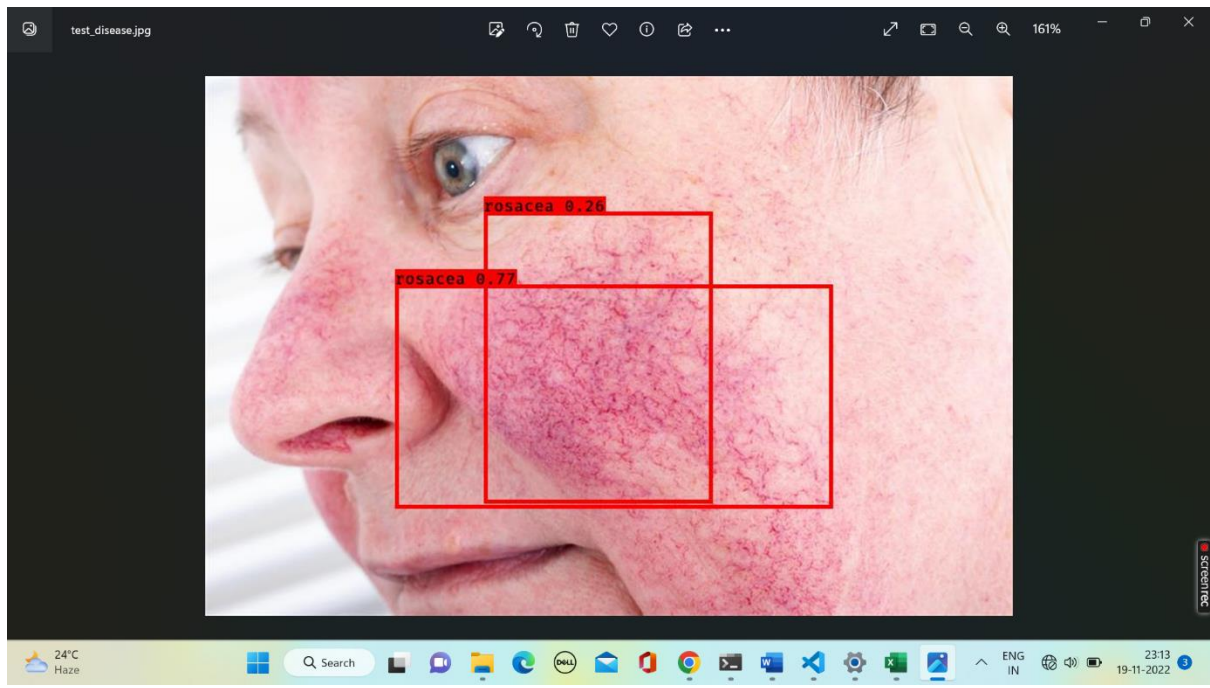 test_disease.jpg
161%
rosacea 0.26
rosacea 0.77
screenrec
24°C
Haze
Search
DELL
ENG
IN
23:13
19-11-2022
3